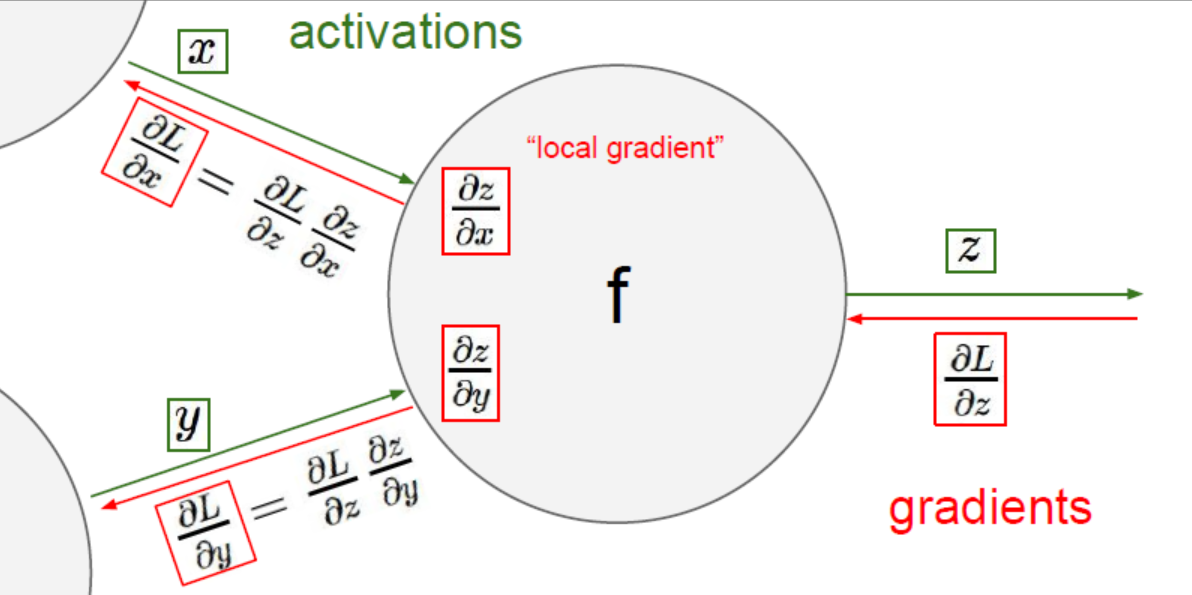 activations
x
∂L/∂x = ∂L/∂z ∂z/∂x
“local gradient”
∂z/∂x
f
∂z/∂y
z
∂L/∂z
y
∂L/∂y = ∂L/∂z ∂z/∂y
gradients